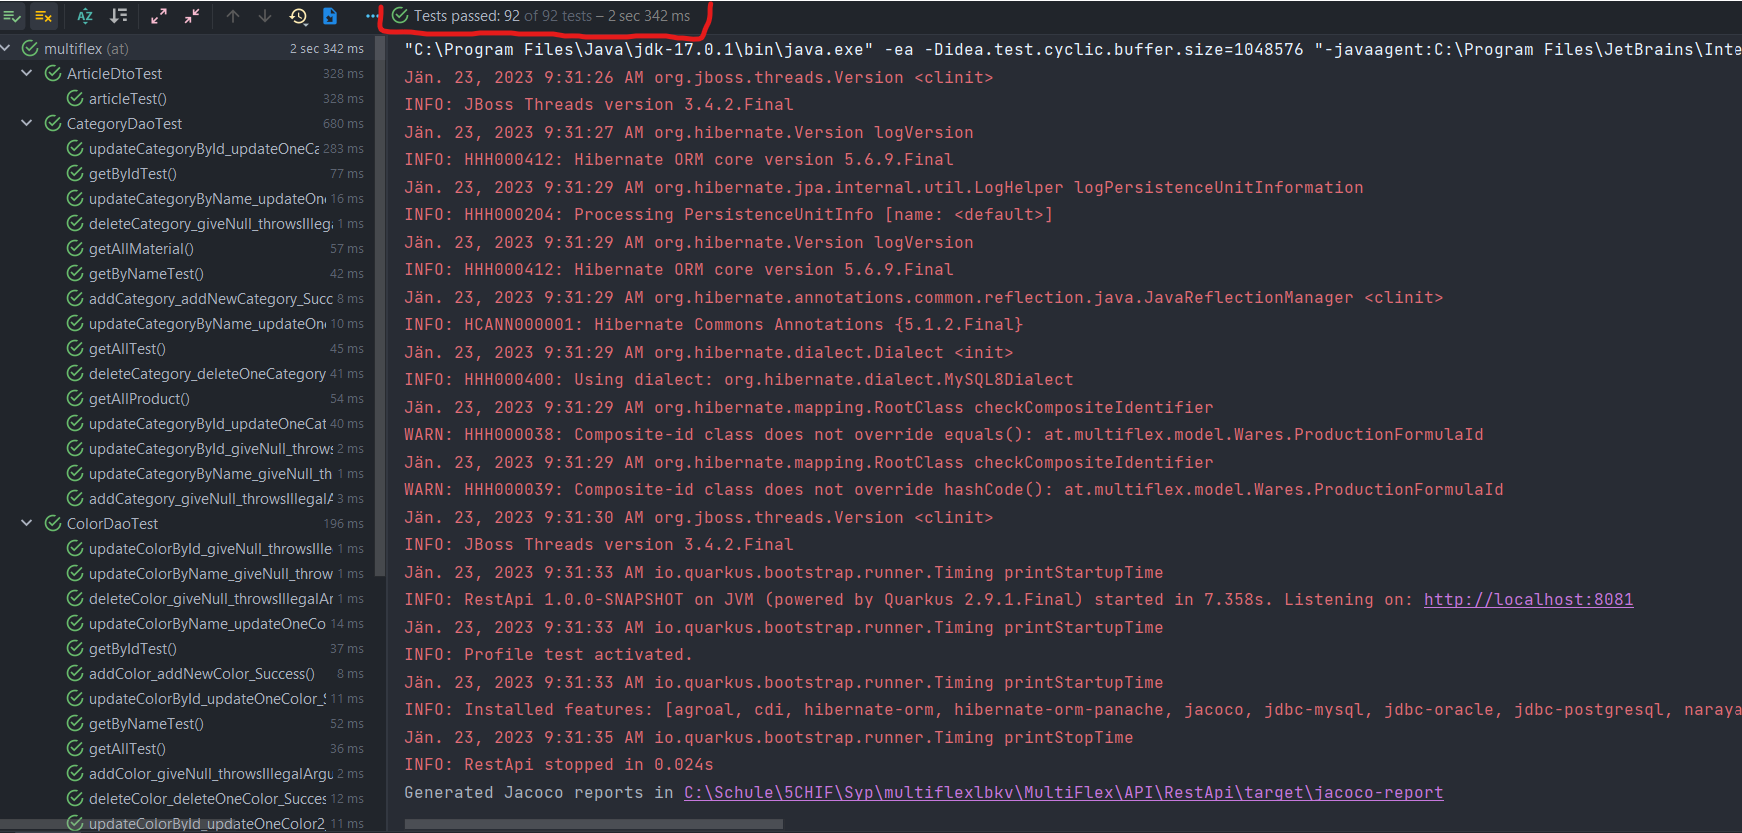 Tests passed: 92 of 92 tests – 2 sec 342 ms
multiflex (at) 2 sec 342 ms
ArticleDtoTest 328 ms
articleTest() 328 ms
CategoryDaoTest 680 ms
updateCategoryById_updateOneCa 283 ms
getByIdTest() 77 ms
updateCategoryByName_updateOn 16 ms
deleteCategory_giveNull_throwsIllega 1 ms
getAllMaterial() 57 ms
getByNameTest() 42 ms
addCategory_addNewCategory_Succ 8 ms
updateCategoryByName_updateOn 10 ms
getAllTest() 45 ms
deleteCategory_deleteOneCategory 41 ms
getAllProduct() 54 ms
updateCategoryById_updateOneCat 40 ms
updateCategoryById_giveNull_throws 2 ms
updateCategoryByName_giveNull_th 1 ms
addCategory_giveNull_throwsIllegalA 3 ms
ColorDaoTest 196 ms
updateColorById_giveNull_throwsIlle 1 ms
updateColorByName_giveNull_throw 1 ms
deleteColor_giveNull_throwsIllegalAr 1 ms
updateColorByName_updateOneCo 14 ms
getByIdTest() 37 ms
addColor_addNewColor_Success() 8 ms
updateColorById_updateOneColor_S 11 ms
getByNameTest() 52 ms
getAllTest() 36 ms
addColor_giveNull_throwsIllegalArgu 2 ms
deleteColor_deleteOneColor_Succes 12 ms
updateColorById_updateOneColor2_ 11 ms
"C:\Program Files\Java\jdk-17.0.1\bin\java.exe" -ea -Didea.test.cyclic.buffer.size=1048576 "-javaagent:C:\Program Files\JetBrains\Inte
Jän. 23, 2023 9:31:26 AM org.jboss.threads.Version <clinit>
INFO: JBoss Threads version 3.4.2.Final
Jän. 23, 2023 9:31:27 AM org.hibernate.Version logVersion
INFO: HHH000412: Hibernate ORM core version 5.6.9.Final
Jän. 23, 2023 9:31:29 AM org.hibernate.jpa.internal.util.LogHelper logPersistenceUnitInformation
INFO: HHH000204: Processing PersistenceUnitInfo [name: <default>]
Jän. 23, 2023 9:31:29 AM org.hibernate.Version logVersion
INFO: HHH000412: Hibernate ORM core version 5.6.9.Final
Jän. 23, 2023 9:31:29 AM org.hibernate.annotations.common.reflection.java.JavaReflectionManager <clinit>
INFO: HCANN000001: Hibernate Commons Annotations {5.1.2.Final}
Jän. 23, 2023 9:31:29 AM org.hibernate.dialect.Dialect <init>
INFO: HHH000400: Using dialect: org.hibernate.dialect.MySQL8Dialect
Jän. 23, 2023 9:31:29 AM org.hibernate.mapping.RootClass checkCompositeIdentifier
WARN: HHH000038: Composite-id class does not override equals(): at.multiflex.model.Wares.ProductionFormulaId
Jän. 23, 2023 9:31:29 AM org.hibernate.mapping.RootClass checkCompositeIdentifier
WARN: HHH000039: Composite-id class does not override hashCode(): at.multiflex.model.Wares.ProductionFormulaId
Jän. 23, 2023 9:31:30 AM org.jboss.threads.Version <clinit>
INFO: JBoss Threads version 3.4.2.Final
Jän. 23, 2023 9:31:33 AM io.quarkus.bootstrap.runner.Timing printStartupTime
INFO: RestApi 1.0.0-SNAPSHOT on JVM (powered by Quarkus 2.9.1.Final) started in 7.358s. Listening on: http://localhost:8081
Jän. 23, 2023 9:31:33 AM io.quarkus.bootstrap.runner.Timing printStartupTime
INFO: Profile test activated.
Jän. 23, 2023 9:31:33 AM io.quarkus.bootstrap.runner.Timing printStartupTime
INFO: Installed features: [agroal, cdi, hibernate-orm, hibernate-orm-panache, jacoco, jdbc-mysql, jdbc-oracle, jdbc-postgresql, naraya
Jän. 23, 2023 9:31:35 AM io.quarkus.bootstrap.runner.Timing printStopTime
INFO: RestApi stopped in 0.024s
Generated Jacoco reports in C:\Schule\5CHIF\Syp\multiflexlbkv\MultiFlex\API\RestApi\target\jacoco-report